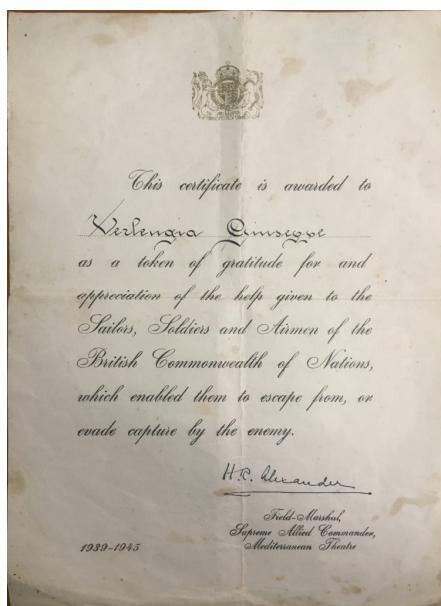 This certificate is awarded to
Verlengia Giuseppe
as a token of gratitude for and
appreciation of the help given to the
Sailors, Soldiers and Airmen of the
British Commonwealth of Nations,
which enabled them to escape from, or
evade capture by the enemy.
H.R. Alexander
Field-Marshal,
Supreme Allied Commander,
Mediterranean Theatre
1939-1945